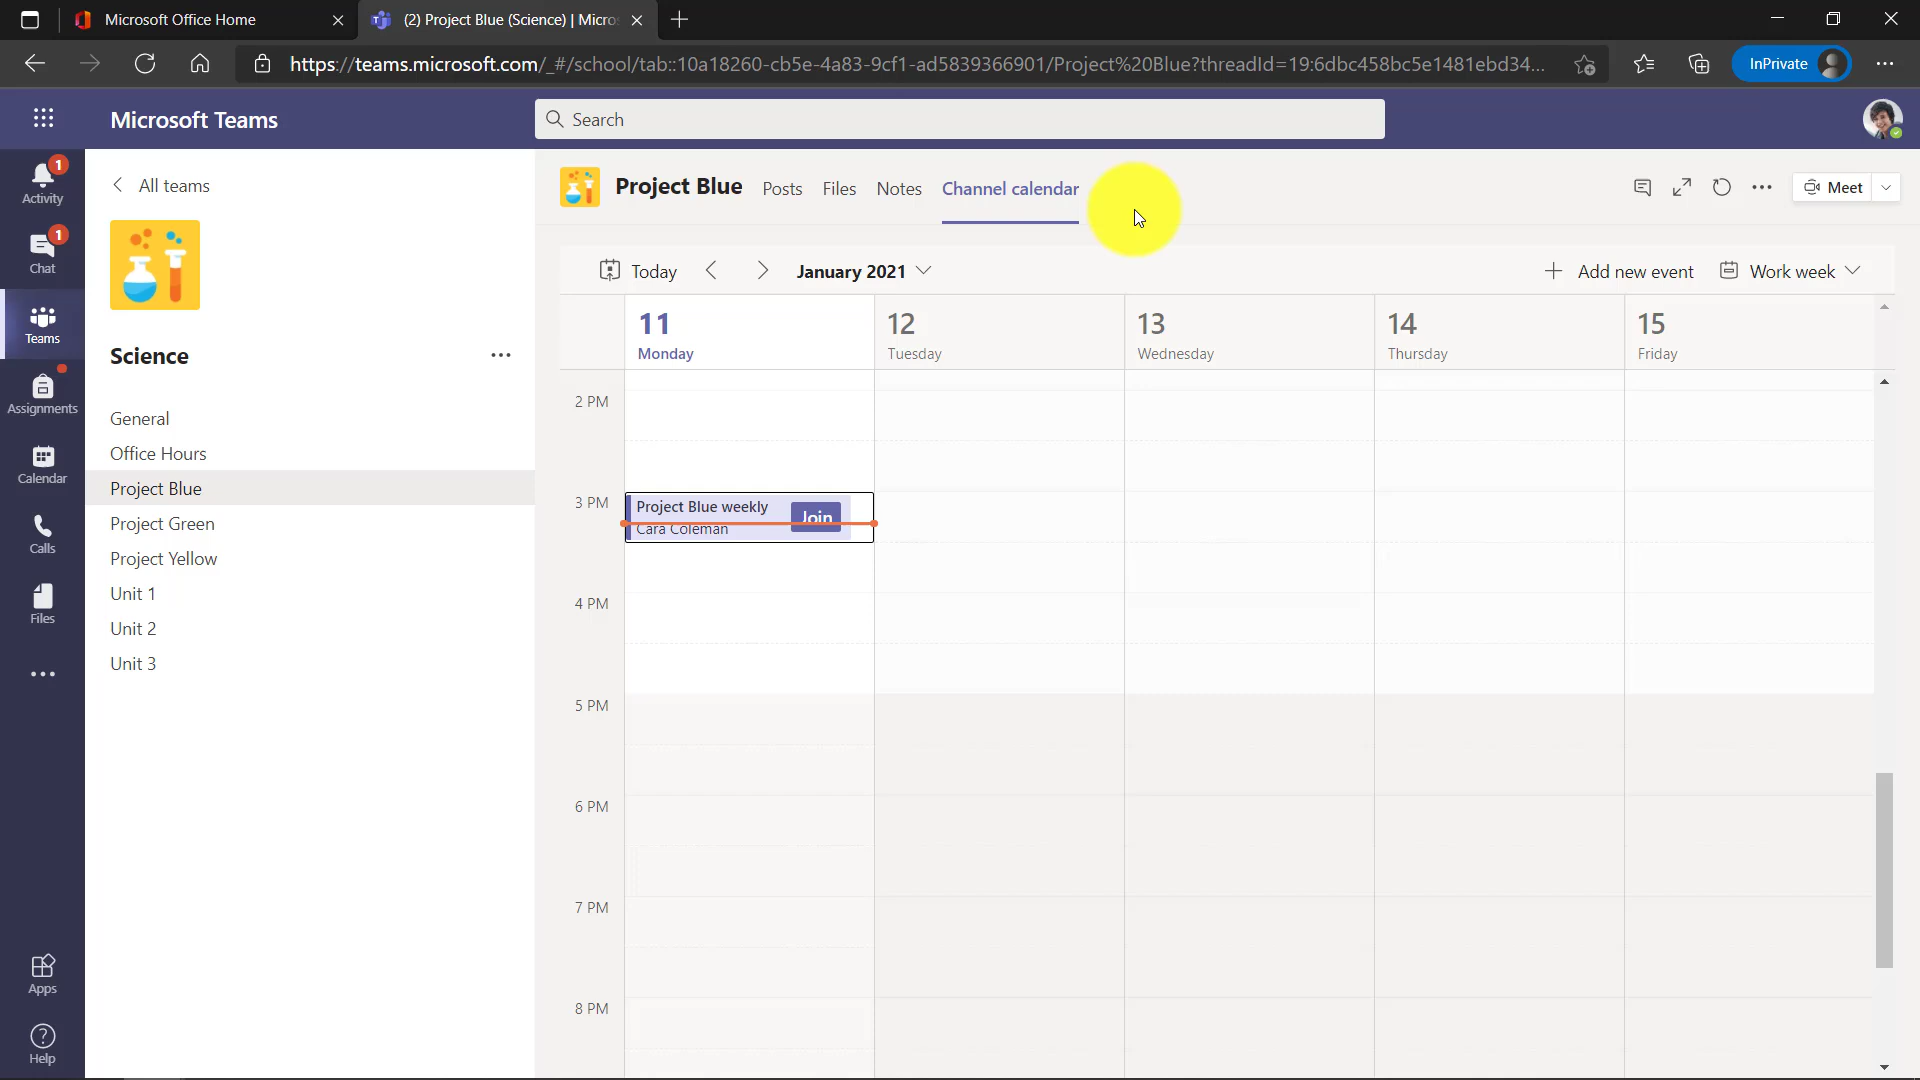 Microsoft Office Home
(2) Project Blue (Science) | Micro
https://teams.microsoft.com/_#/school/tab::10a18260-cb5e-4a83-9cf1-ad5839366901/Project%20Blue?threadId=19:6dbc458bc5e1481ebd34...
InPrivate
Microsoft Teams
Search
1
Activity
1
Chat
Teams
Assignments
Calendar
Calls
Files
Apps
Help
All teams
Science
General
Office Hours
Project Blue
Project Green
Project Yellow
Unit 1
Unit 2
Unit 3
Project Blue
Posts
Files
Notes
Channel calendar
Meet
Today
January 2021
Add new event
Work week
11
Monday
12
Tuesday
13
Wednesday
14
Thursday
15
Friday
2 PM
3 PM
Project Blue weekly
Cara Coleman
Join
4 PM
5 PM
6 PM
7 PM
8 PM